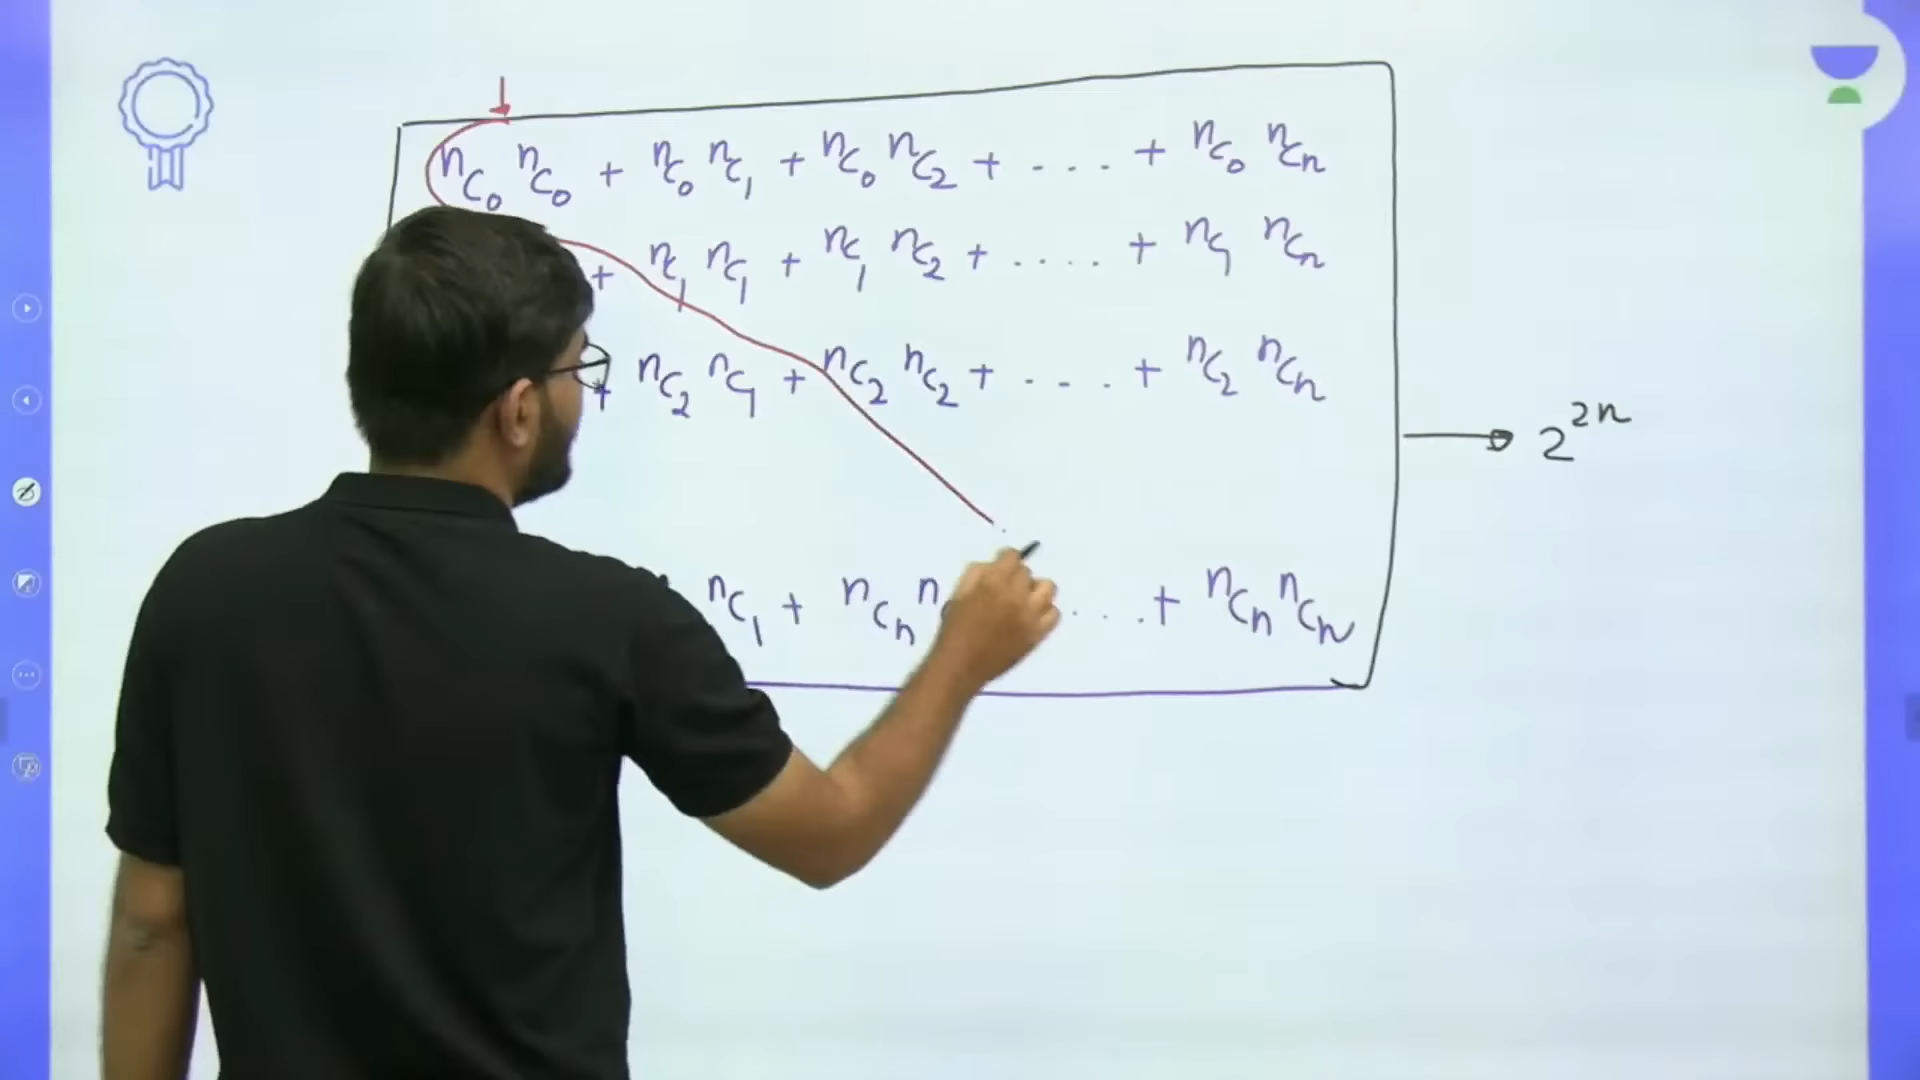 nC0 nC0 + nC0 nC1 + nC0 nC2 + .... + nC0 nCn
+ nC1 nC1 + nC1 nC2 + .... + nC1 nCn
+ nC2 nC1 + nC2 nC2 + .... + nC2 nCn
2^2n
nC1 + nCn n ... + nCn nCn